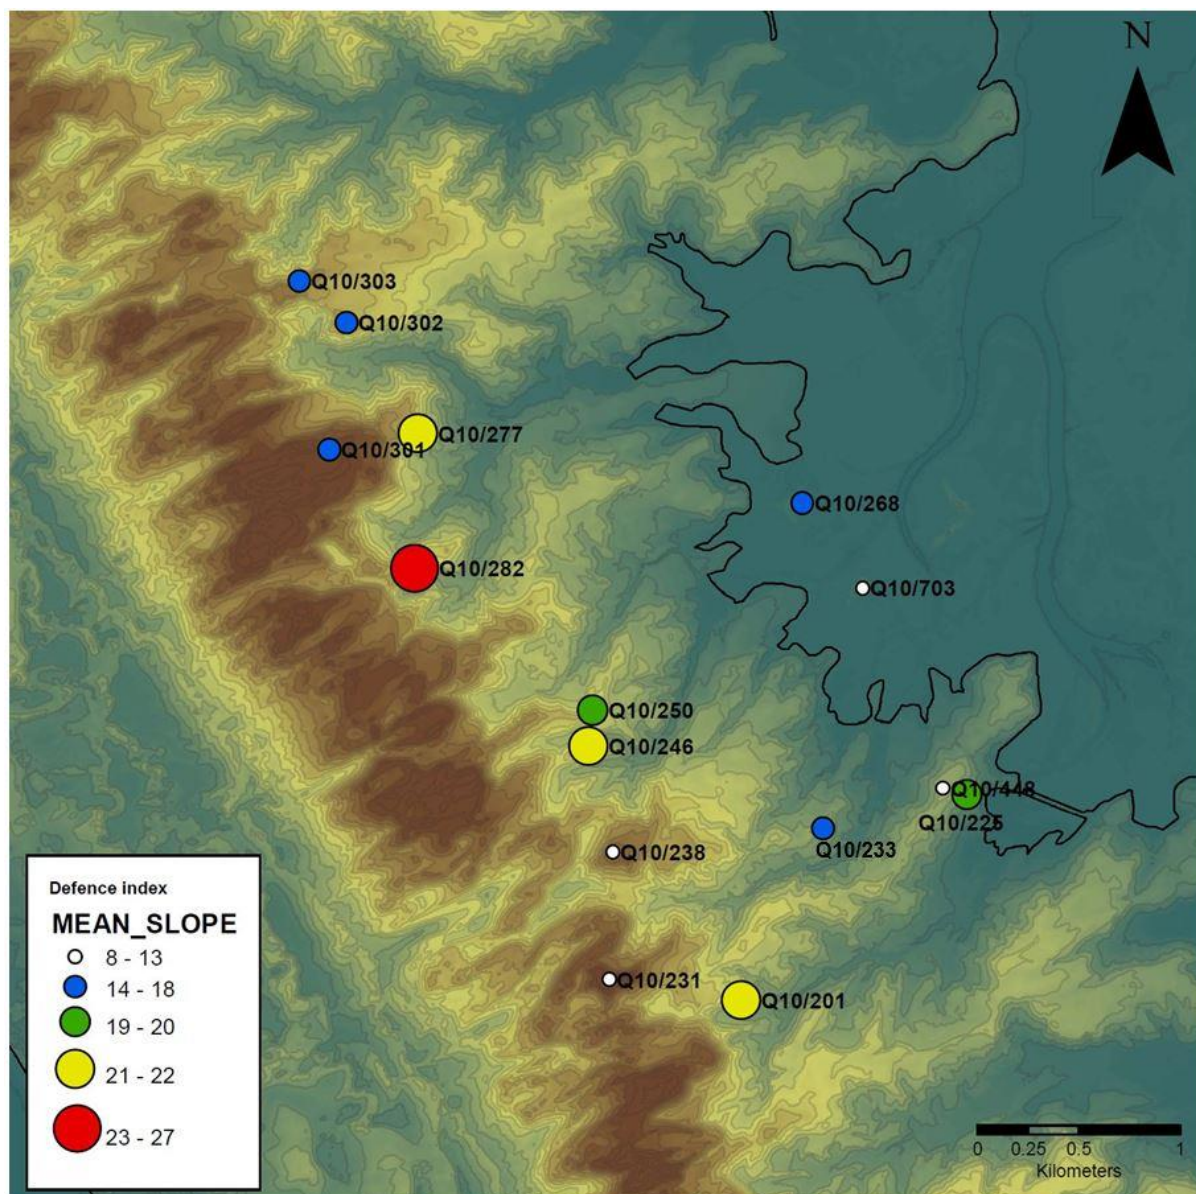 N
Q10/303
Q10/302
Q10/277
Q10/301
Q10/268
Q10/282
Q10/703
Q10/250
Q10/246
Q10/448
Q10/225
Q10/233
Q10/238
Q10/231
Q10/201
Defence index
MEAN_SLOPE
8 - 13
14 - 18
19 - 20
21 - 22
23 - 27
0 0.25 0.5 1
Kilometers